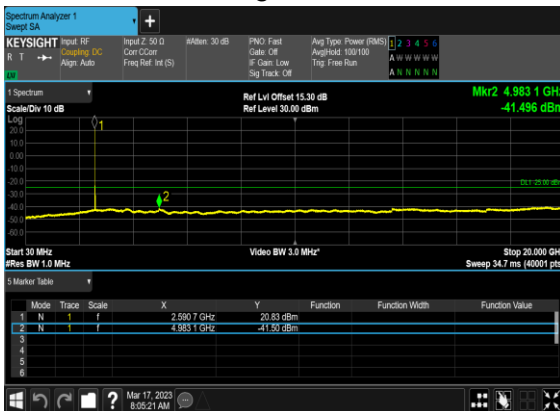 Spectrum Analyzer 1
Swept SA
KEYSIGHT Input: RF Input Z: 50 Ω #Atten: 30 dB PNO: Fast Avg Type: Power (RMS) 1 2 3 4 5 6
R T Coupling: DC Corr CCorr Gate: Off Avg|Hold: 100/100 A W W W W W
Align: Auto Freq Ref: Int (S) IF Gain: Low Trig: Free Run
LV Sig Track: Off A N N N N N
1 Spectrum Ref Lvl Offset 15.30 dB Mkr2 4.983 1 GHz
Scale/Div 10 dB Ref Level 30.00 dBm -41.496 dBm
Log
20.0
10.0
0.00
-10.0
-20.0
-30.0
-40.0
-50.0
-60.0
1
2
DL1 -25.00 dBm
Start 30 MHz Video BW 3.0 MHz* Stop 20.000 GHz
#Res BW 1.0 MHz Sweep 34.7 ms (40001 pts)
5 Marker Table
Mode Trace Scale X Y Function Function Width Function Value
1 N 1 f 2.590 7 GHz 20.83 dBm
2 N 1 f 4.983 1 GHz -41.50 dBm
3
4
5
6
? Mar 17, 2023
8:05:21 AM